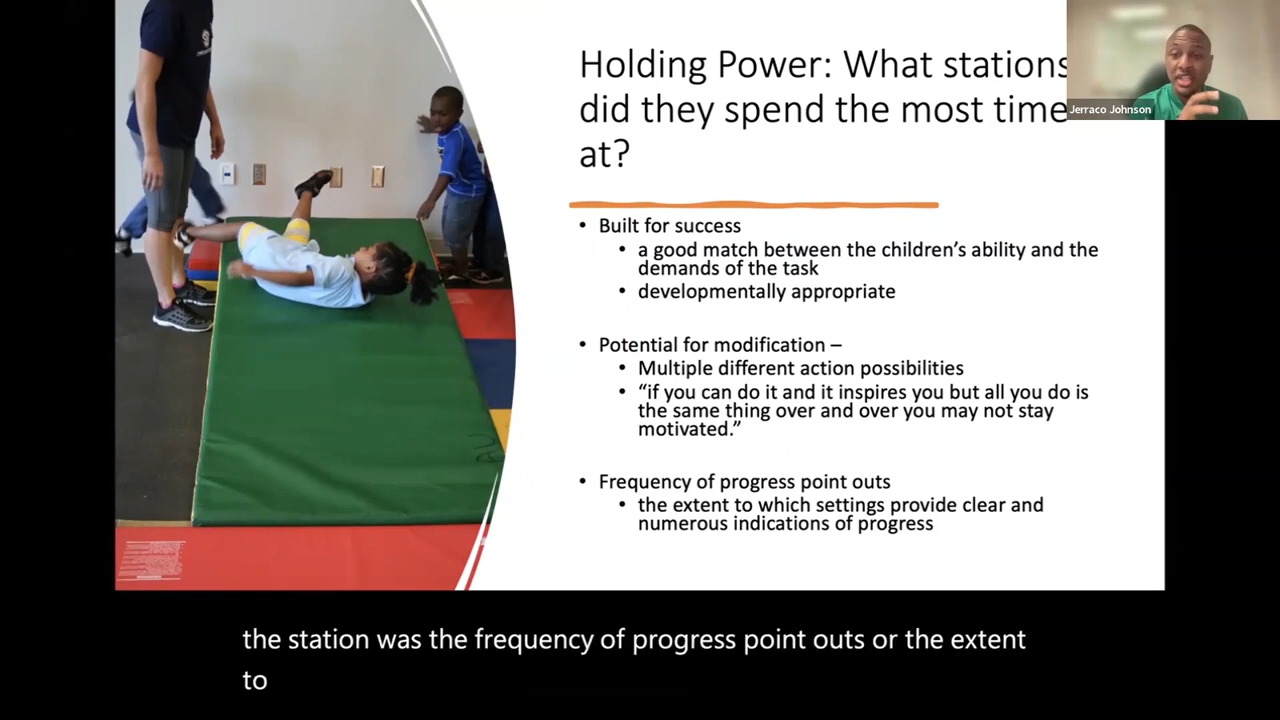 Holding Power: What stations
did they spend the most time
at?
Jerraco Johnson
• Built for success
• a good match between the children’s ability and the
demands of the task
• developmentally appropriate
• Potential for modification –
• Multiple different action possibilities
• “if you can do it and it inspires you but all you do is
the same thing over and over you may not stay
motivated.”
• Frequency of progress point outs
• the extent to which settings provide clear and
numerous indications of progress
AU
the station was the frequency of progress point outs or the extent
to